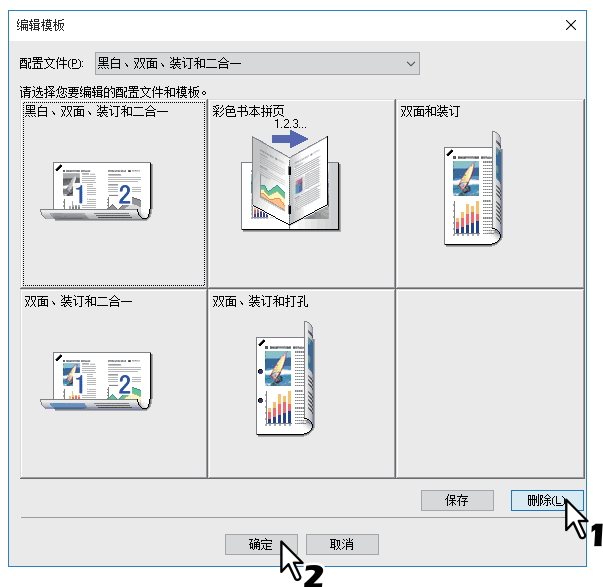 编辑模板
配置文件(P): 黑白、双面、装订和二合一
请选择您要编辑的配置文件和模板。
黑白、双面、装订和二合一 彩色书本拼页 双面和装订
1.2.3...
1 2
双面、装订和二合一 双面、装订和打孔
1 2
保存 删除(L)
1
确定 取消
2